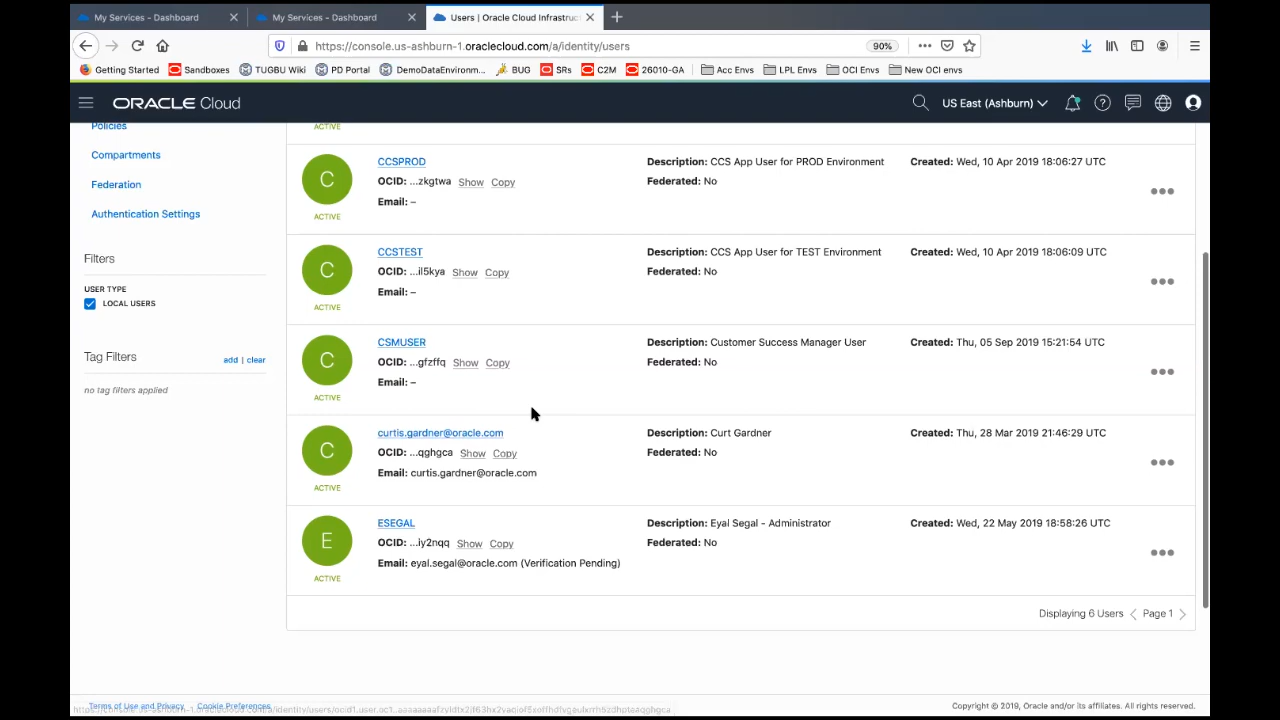 My Services - Dashboard
My Services - Dashboard
Users | Oracle Cloud Infrastruc
https://console.us-ashburn-1.oraclecloud.com/a/identity/users
90%
Getting Started
Sandboxes
TUGBU Wiki
PD Portal
DemoDataEnvironm...
BUG
SRs
C2M
26010-GA
Acc Envs
LPL Envs
OCI Envs
New OCI envs
ORACLE Cloud
US East (Ashburn)
Policies
Compartments
Federation
Authentication Settings
Filters
USER TYPE
LOCAL USERS
Tag Filters
add | clear
no tag filters applied
ACTIVE
C
ACTIVE
CCSPROD
OCID: ...zkgtwa Show Copy
Email: –
Description: CCS App User for PROD Environment
Federated: No
Created: Wed, 10 Apr 2019 18:06:27 UTC
C
ACTIVE
CCSTEST
OCID: ...il5kya Show Copy
Email: –
Description: CCS App User for TEST Environment
Federated: No
Created: Wed, 10 Apr 2019 18:06:09 UTC
C
ACTIVE
CSMUSER
OCID: ...gfzffq Show Copy
Email: –
Description: Customer Success Manager User
Federated: No
Created: Thu, 05 Sep 2019 15:21:54 UTC
C
ACTIVE
curtis.gardner@oracle.com
OCID: ...qghgca Show Copy
Email: curtis.gardner@oracle.com
Description: Curt Gardner
Federated: No
Created: Thu, 28 Mar 2019 21:46:29 UTC
E
ACTIVE
ESEGAL
OCID: ...iy2nqq Show Copy
Email: eyal.segal@oracle.com (Verification Pending)
Description: Eyal Segal - Administrator
Federated: No
Created: Wed, 22 May 2019 18:58:26 UTC
Displaying 6 Users
Page 1
Terms of Use and Privacy
Cookie Preferences
Copyright © 2019, Oracle and/or its affiliates. All rights reserved.